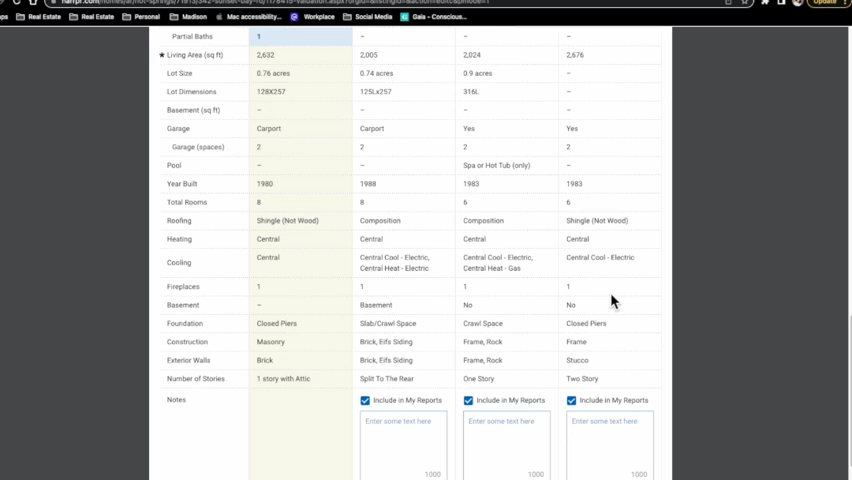 Update
ps Real Estate Real Estate Personal Madison Mac accessibility... Workplace Social Media Gaia – Conscious...
Partial Baths 1 – – –
★ Living Area (sq ft) 2,632 2,005 2,024 2,676
Lot Size 0.76 acres 0.74 acres 0.9 acres –
Lot Dimensions 128X257 125Lx257 316L –
Basement (sq ft) – – – –
Garage Carport Carport Yes Yes
Garage (spaces) 2 2 2 2
Pool – – Spa or Hot Tub (only) –
Year Built 1980 1988 1983 1983
Total Rooms 8 8 6 6
Roofing Shingle (Not Wood) Composition Composition Shingle (Not Wood)
Heating Central Central Central Central
Cooling Central Central Cool - Electric, Central Heat - Electric Central Cool - Electric, Central Heat - Gas Central Cool - Electric
Fireplaces 1 1 1 1
Basement – Basement No No
Foundation Closed Piers Slab/Crawl Space Crawl Space Closed Piers
Construction Masonry Brick, Eifs Siding Frame, Rock Frame
Exterior Walls Brick Brick, Eifs Siding Frame, Rock Stucco
Number of Stories 1 story with Attic Split To The Rear One Story Two Story
Notes Include in My Reports Include in My Reports Include in My Reports
Enter some text here Enter some text here Enter some text here
1000 1000 1000